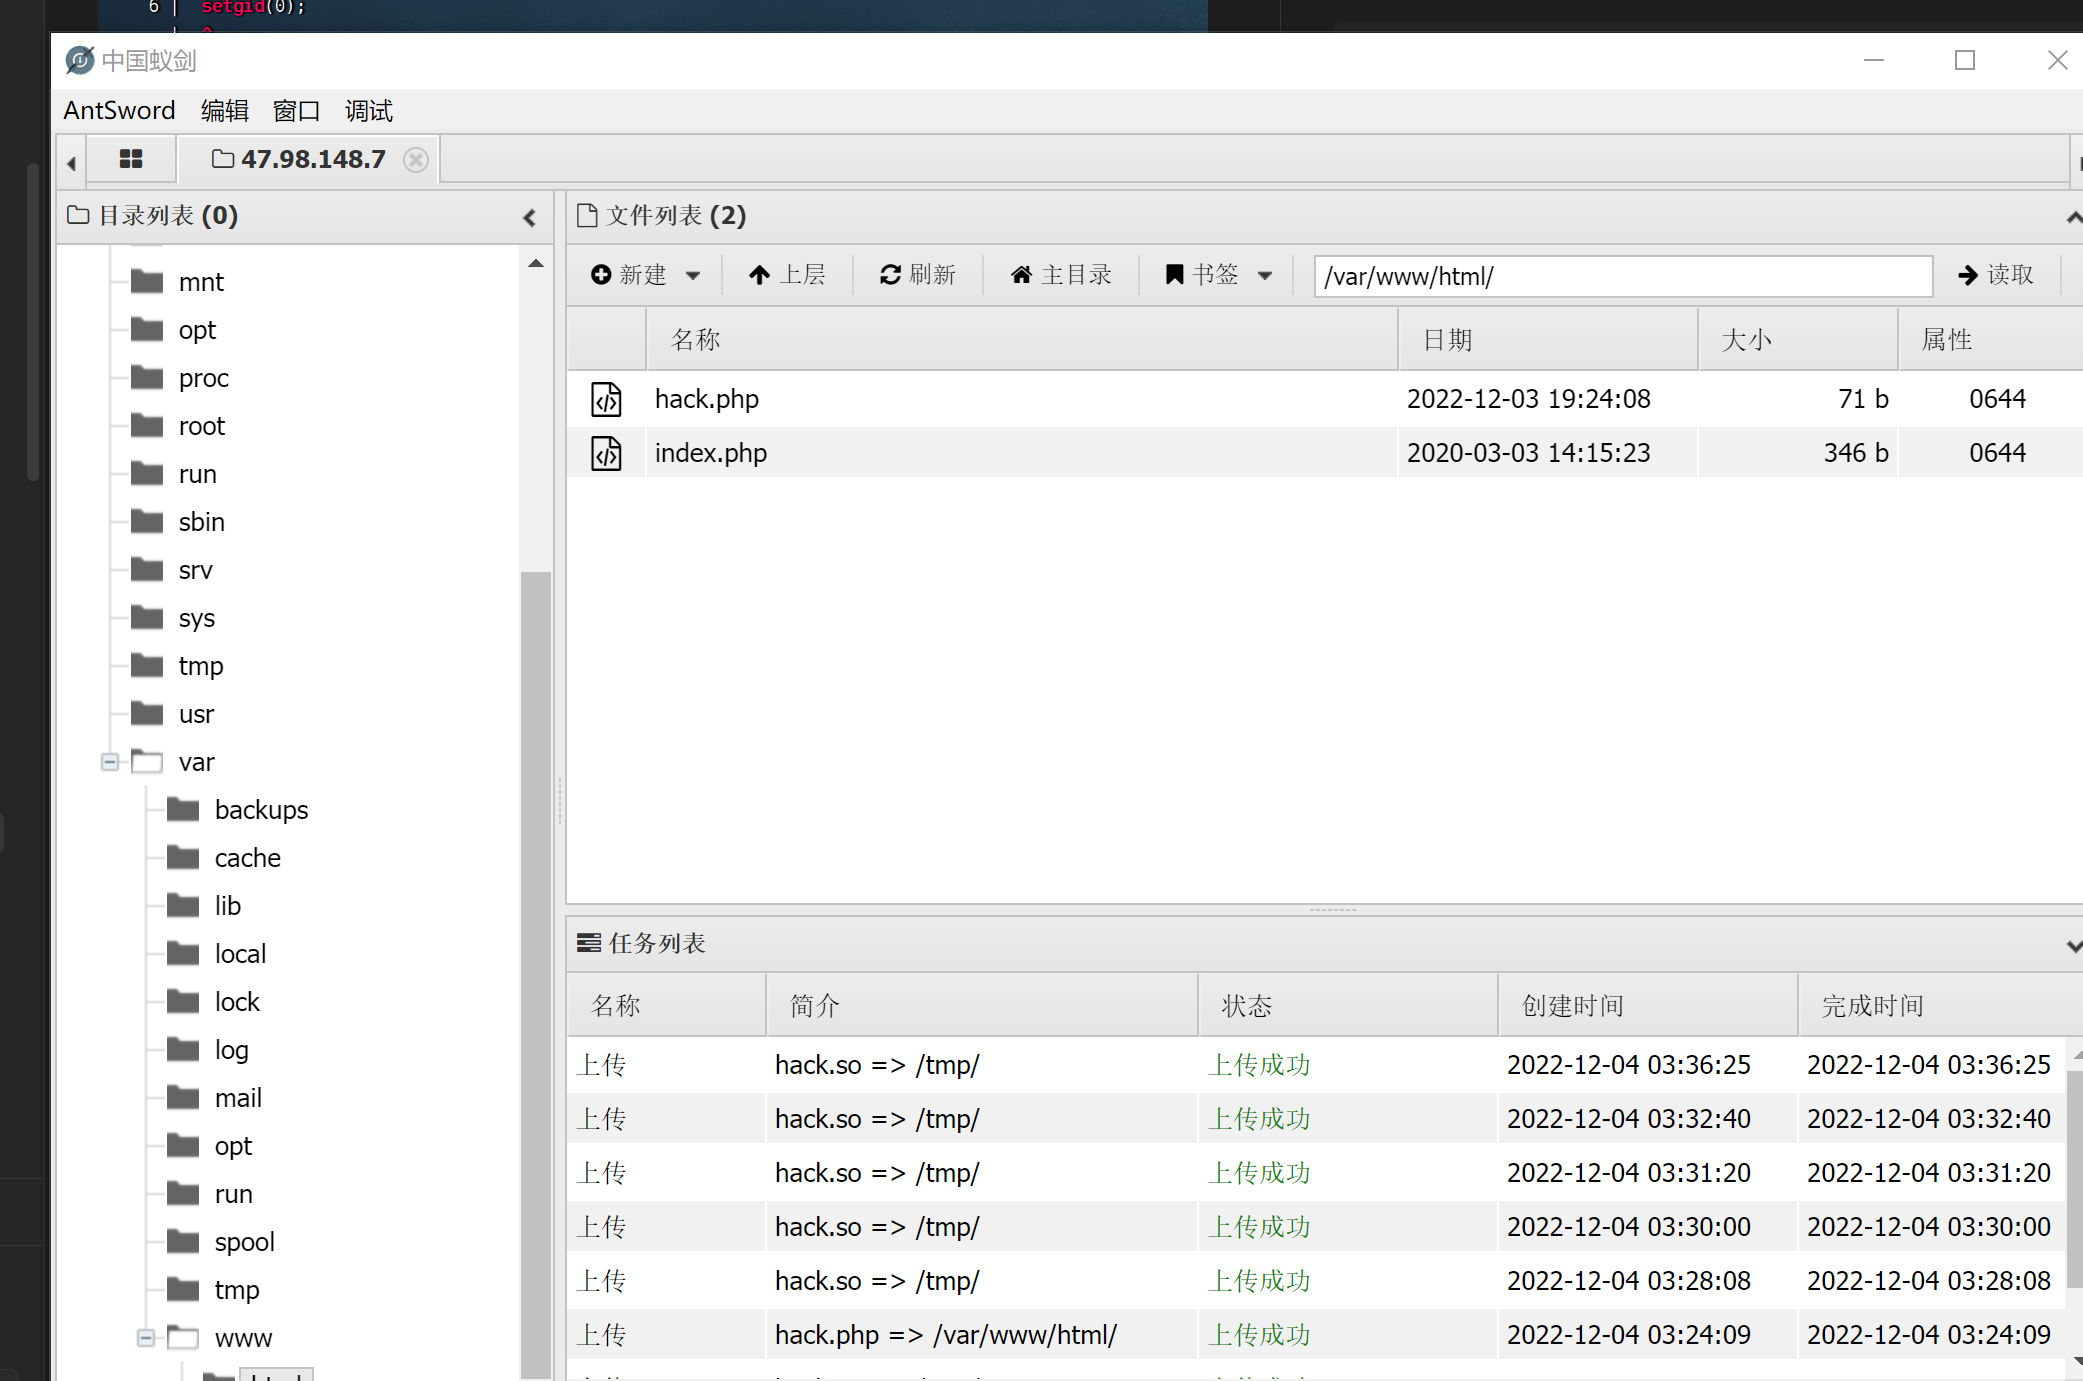 6 | setgid(0);
中国蚁剑
AntSword 编辑 窗口 调试
47.98.148.7
目录列表 (0)
文件列表 (2)
新建 上层 刷新 主目录 书签 /var/www/html/ 读取
名称 日期 大小 属性
hack.php 2022-12-03 19:24:08 71 b 0644
index.php 2020-03-03 14:15:23 346 b 0644
mnt
opt
proc
root
run
sbin
srv
sys
tmp
usr
var
backups
cache
lib
local
lock
log
mail
opt
run
spool
tmp
www
任务列表
名称 简介 状态 创建时间 完成时间
上传 hack.so => /tmp/ 上传成功 2022-12-04 03:36:25 2022-12-04 03:36:25
上传 hack.so => /tmp/ 上传成功 2022-12-04 03:32:40 2022-12-04 03:32:40
上传 hack.so => /tmp/ 上传成功 2022-12-04 03:31:20 2022-12-04 03:31:20
上传 hack.so => /tmp/ 上传成功 2022-12-04 03:30:00 2022-12-04 03:30:00
上传 hack.so => /tmp/ 上传成功 2022-12-04 03:28:08 2022-12-04 03:28:08
上传 hack.php => /var/www/html/ 上传成功 2022-12-04 03:24:09 2022-12-04 03:24:09